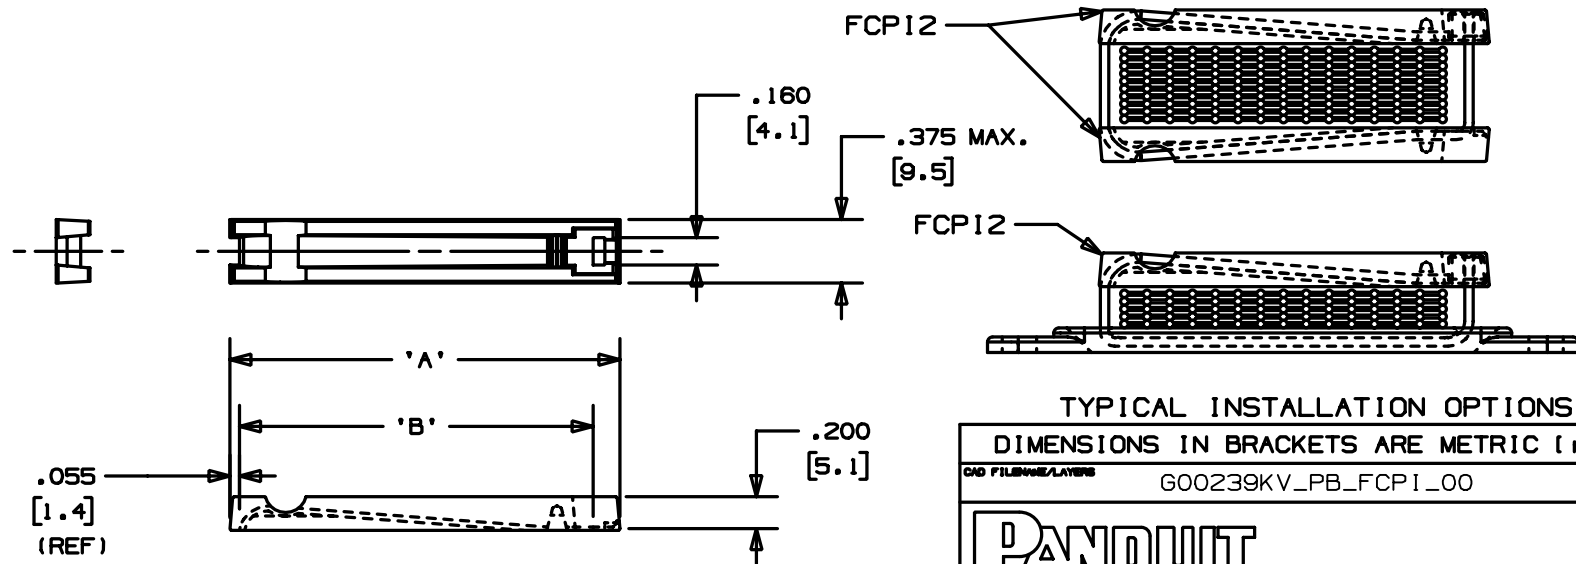 FCPI2
.160
[4.1]
.375 MAX.
[9.5]
FCPI2
'A'
'B'
.055
[1.4]
(REF)
.200
[5.1]
TYPICAL INSTALLATION OPTIONS
DIMENSIONS IN BRACKETS ARE METRIC [
CAD FILENAME/LAYERS
G00239KV_PB_FCPI_00
PANDUIT